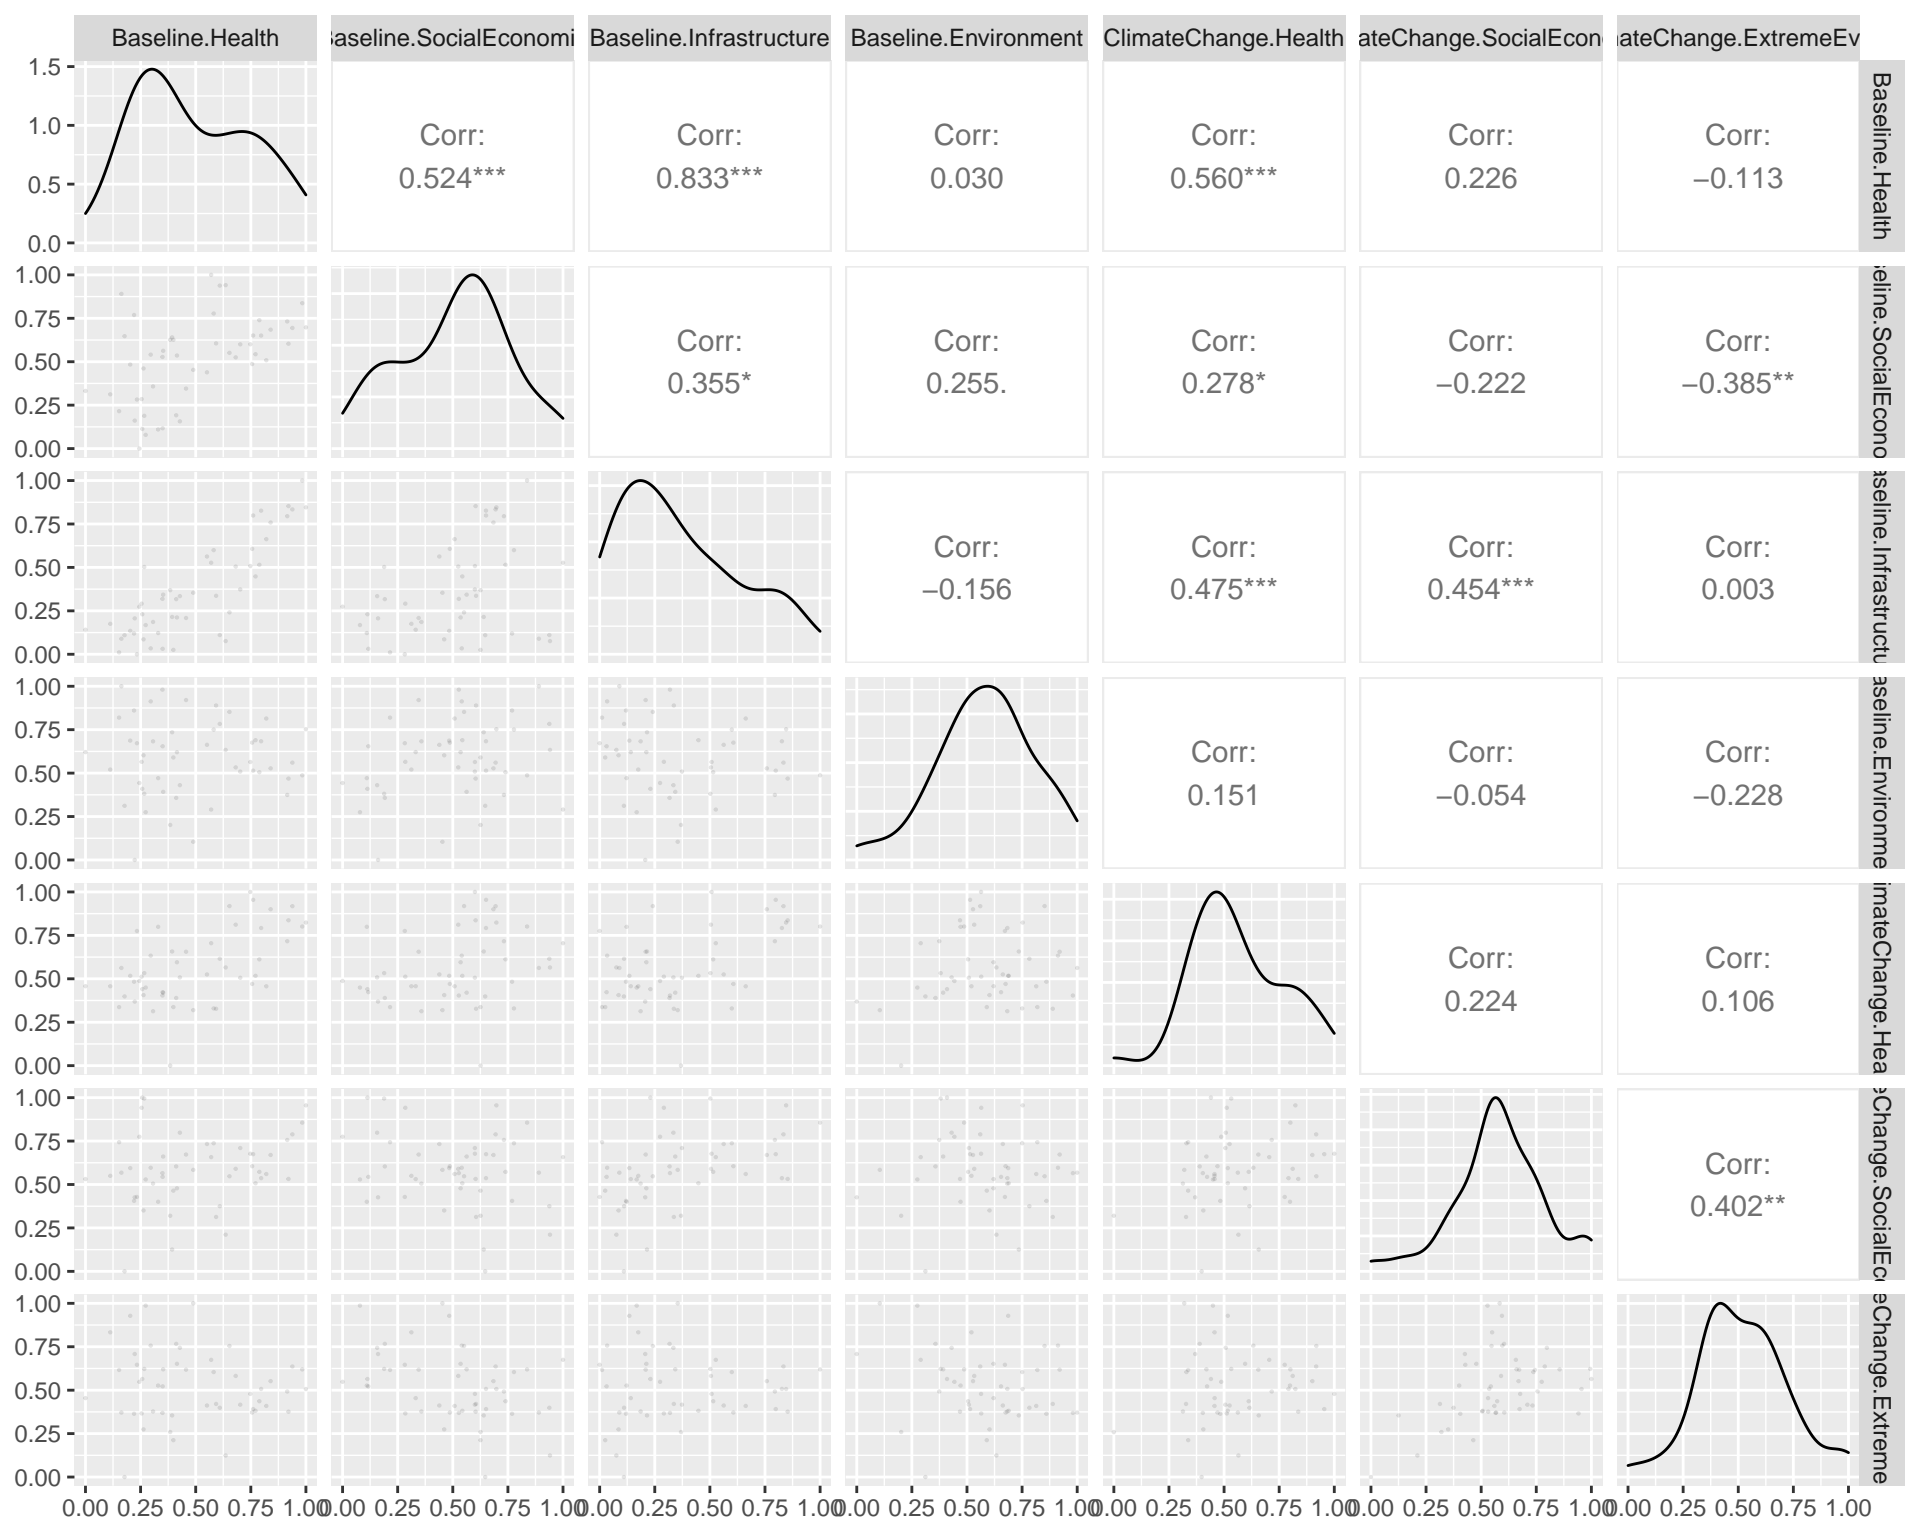 Baseline.Health
Baseline.SocialEconomi
Baseline.Infrastructure
Baseline.Environment
ClimateChange.Health
ateChange.SocialEcon
ateChange.ExtremeEv
1.5
1.0
0.5
0.0
Corr:
0.524***
Corr:
0.833***
Corr:
0.030
Corr:
0.560***
Corr:
0.226
Corr:
−0.113
Baseline.Health
1.00
0.75
0.50
0.25
0.00
Corr:
0.355*
Corr:
0.255.
Corr:
0.278*
Corr:
−0.222
Corr:
−0.385**
eline.SocialEcono
1.00
0.75
0.50
0.25
0.00
Corr:
−0.156
Corr:
0.475***
Corr:
0.454***
Corr:
0.003
aseline.Infrastructu
1.00
0.75
0.50
0.25
0.00
Corr:
0.151
Corr:
−0.054
Corr:
−0.228
aseline.Environme
1.00
0.75
0.50
0.25
0.00
Corr:
0.224
Corr:
0.106
imateChange.Hea
1.00
0.75
0.50
0.25
0.00
Corr:
0.402**
eChange.SocialEco
1.00
0.75
0.50
0.25
0.00
eChange.Extreme
0.00 0.25 0.50 0.75 1.00
0.00 0.25 0.50 0.75 1.00
0.00 0.25 0.50 0.75 1.00
0.00 0.25 0.50 0.75 1.00
0.00 0.25 0.50 0.75 1.00
0.00 0.25 0.50 0.75 1.00
0.00 0.25 0.50 0.75 1.00